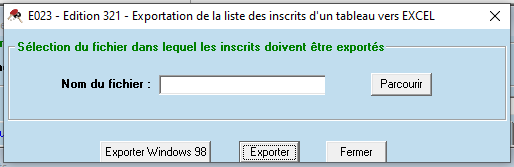 E023 - Edition 321 - Exportation de la liste des inscrits d'un tableau vers EXCEL
Sélection du fichier dans lequel les inscrits doivent être exportés
Nom du fichier : Parcourir
Exporter Windows 98 Exporter Fermer